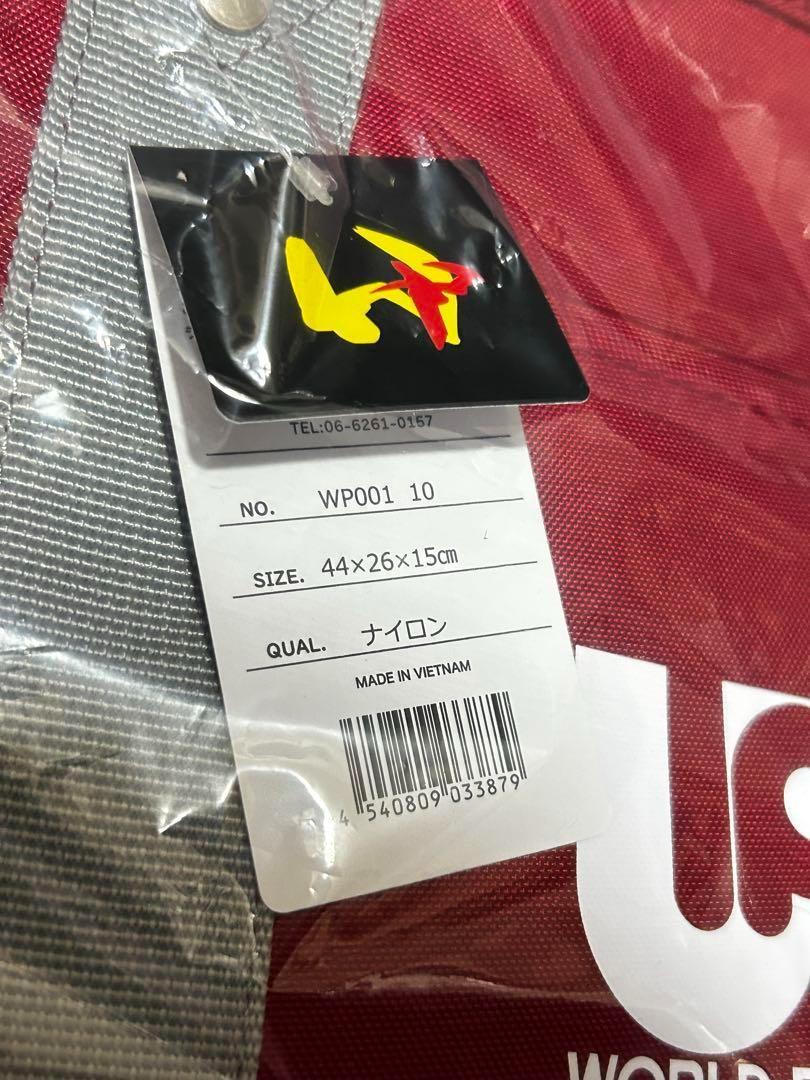 TEL:06-6261-0157
NO. WP001 10
SIZE. 44×26×15㎝
QUAL. ナイロン
MADE IN VIETNAM
4 540809 033879
WORLD